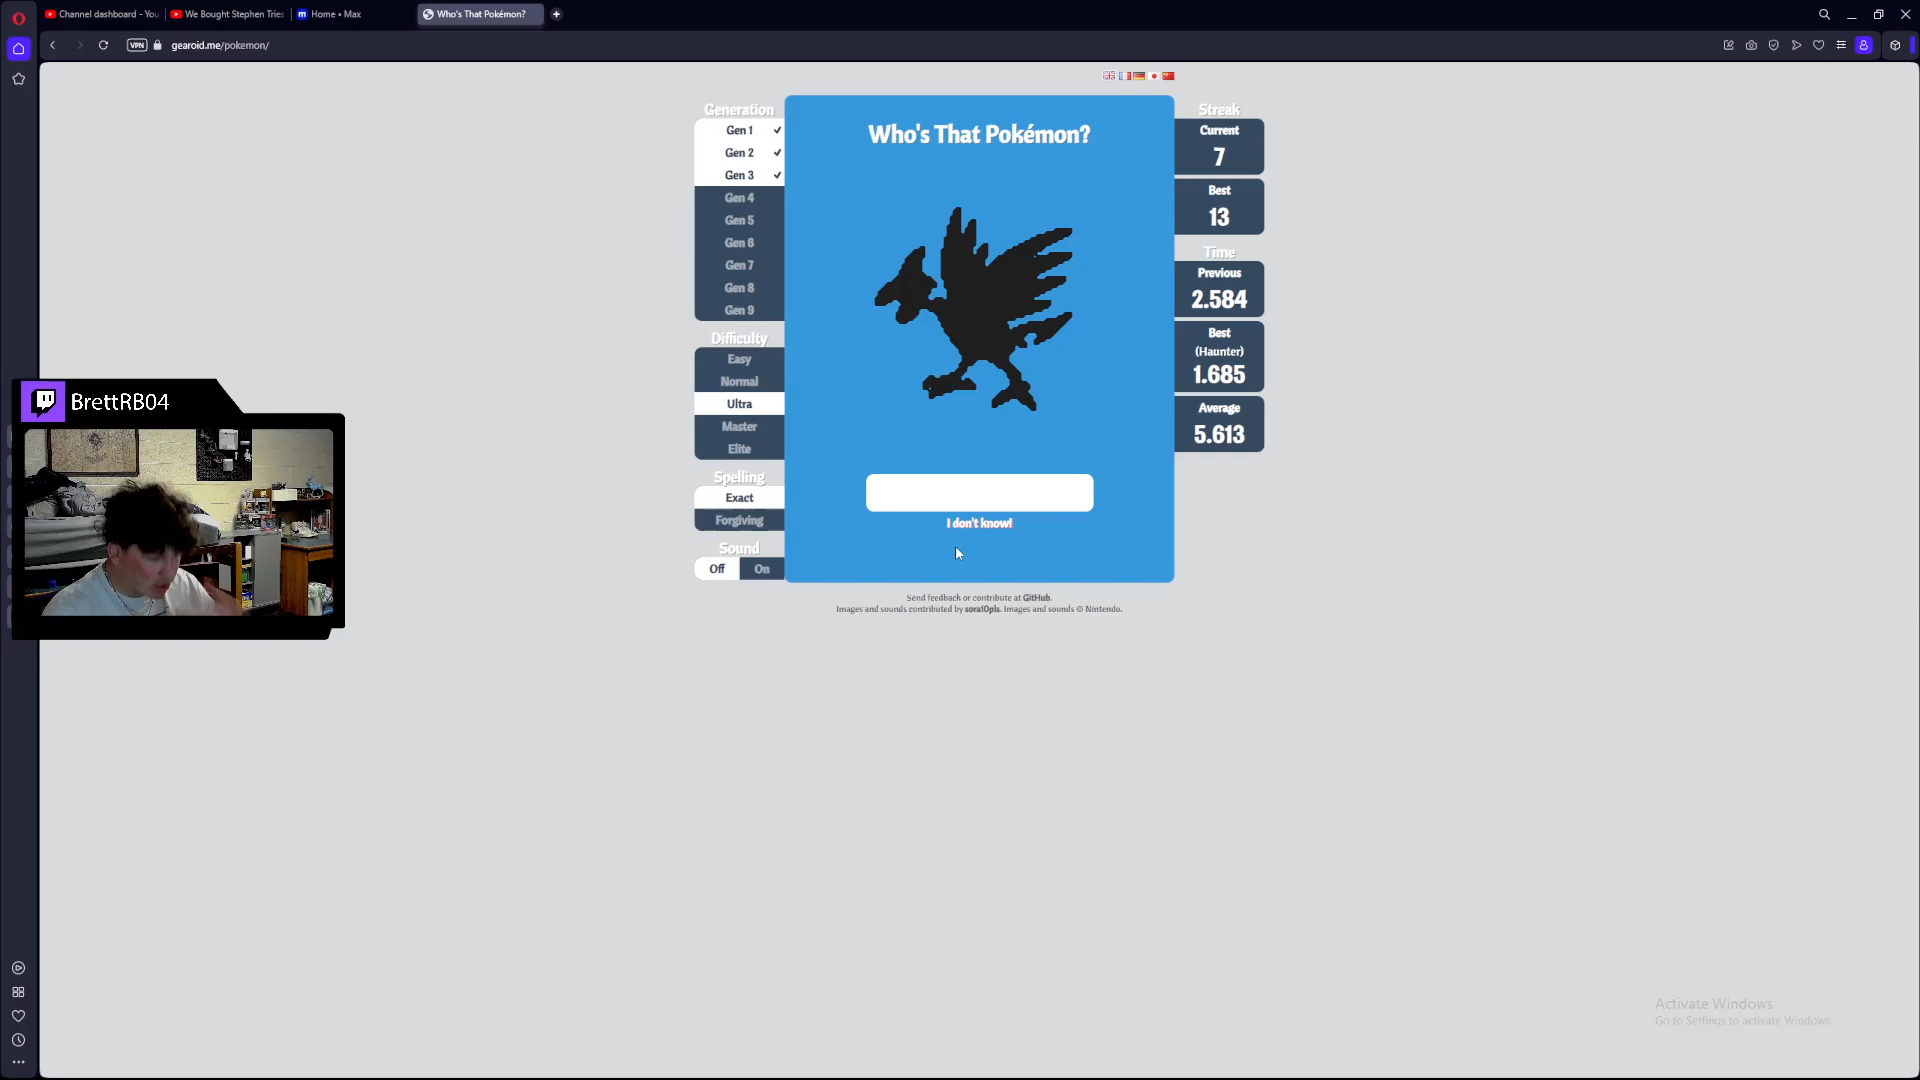 Channel dashboard - You
We Bought Stephen Tries
Home • Max
Who's That Pokémon?
VPN
gearoid.me/pokemon/
Generation
Gen 1
Gen 2
Gen 3
Gen 4
Gen 5
Gen 6
Gen 7
Gen 8
Gen 9
Difficulty
Easy
Normal
Ultra
Master
Elite
Spelling
Exact
Forgiving
Sound
Off
On
Who's That Pokémon?
I don't know!
Streak
Current
7
Best
13
Time
Previous
2.584
Best
(Haunter)
1.685
Average
5.613
Send feedback or contribute at GitHub.
Images and sounds contributed by sora10pls. Images and sounds © Nintendo.
BrettRB04
Activate Windows
Go to Settings to activate Windows.